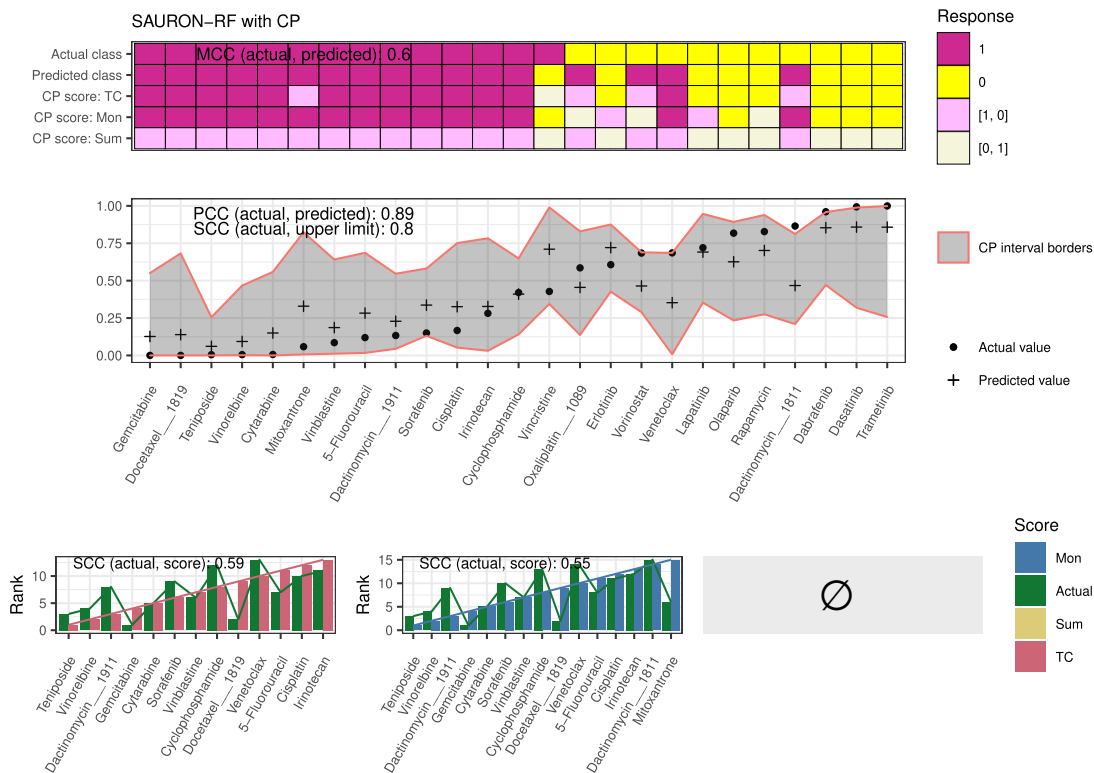 SAURON−RF with CP
Actual class
Predicted class
CP score: TC
CP score: Mon
CP score: Sum
MCC (actual, predicted): 0.6
Response
1
0
[1, 0]
[0, 1]
1.00
0.75
0.50
0.25
0.00
PCC (actual, predicted): 0.89
SCC (actual, upper limit): 0.8
CP interval borders
Actual value
Predicted value
Gemcitabine
Docetaxel___1819
Teniposide
Vinorelbine
Cytarabine
Mitoxantrone
Vinblastine
5−Fluorouracil
Dactinomycin___1911
Sorafenib
Cisplatin
Irinotecan
Cyclophosphamide
Vincristine
Oxaliplatin___1089
Erlotinib
Vorinostat
Venetoclax
Lapatinib
Olaparib
Rapamycin
Dactinomycin___1811
Dabrafenib
Dasatinib
Trametinib
Rank
10
5
0
SCC (actual, score): 0.59
Teniposide
Vinorelbine
Dactinomycin___1911
Gemcitabine
Cytarabine
Sorafenib
Vinblastine
Cyclophosphamide
Docetaxel___1819
Venetoclax
5−Fluorouracil
Cisplatin
Irinotecan
Rank
15
10
5
0
SCC (actual, score): 0.55
Teniposide
Vinorelbine
Dactinomycin___1911
Gemcitabine
Cytarabine
Sorafenib
Vinblastine
Cyclophosphamide
Docetaxel___1819
Venetoclax
5−Fluorouracil
Cisplatin
Irinotecan
Dactinomycin___1811
Mitoxantrone
∅
Score
Mon
Actual
Sum
TC